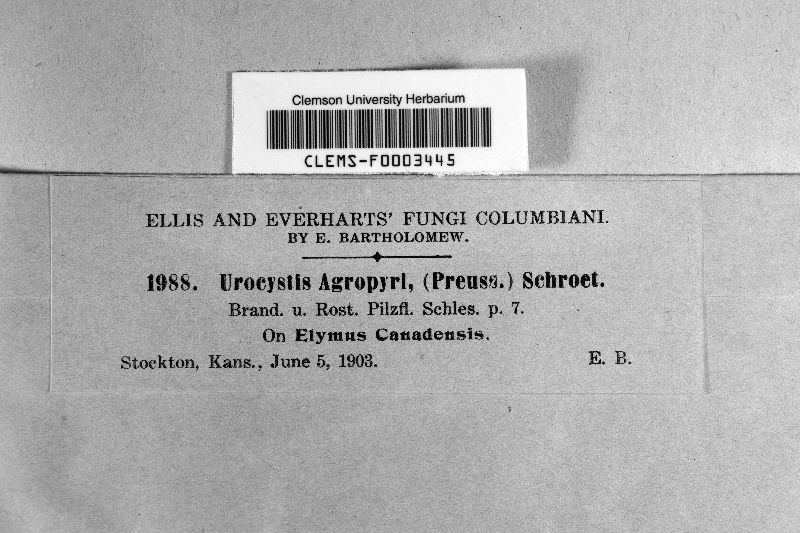 Clemson University Herbarium
CLEMS-F0003445
ELLIS AND EVERHARTS' FUNGI COLUMBIANI.
BY E. BARTHOLOMEW.
1988. Urocystis Agropyri, (Preuss.) Schroet.
Brand. u. Rost. Pilzfl. Schles. p. 7.
On Elymus Canadensis.
Stockton, Kans., June 5, 1903. E. B.